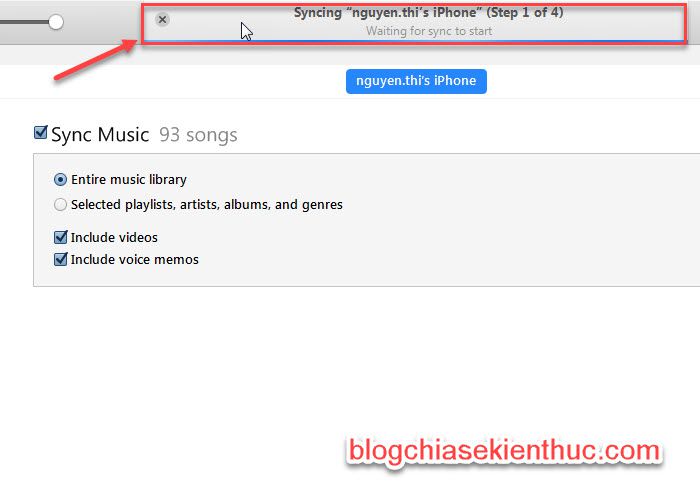 Syncing “nguyen.thi’s iPhone” (Step 1 of 4)
Waiting for sync to start
nguyen.thi’s iPhone
Sync Music 93 songs
Entire music library
Selected playlists, artists, albums, and genres
Include videos
Include voice memos
blogchiasekienthuc.com